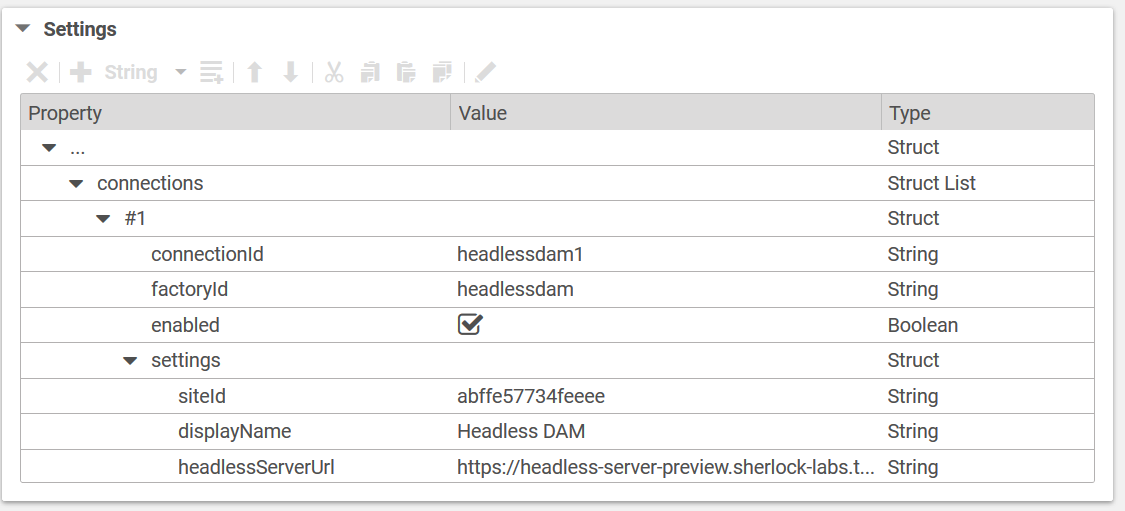 Settings
String
Property Value Type
... Struct
connections Struct List
#1 Struct
connectionId headlessdam1 String
factoryId headlessdam String
enabled Boolean
settings Struct
siteId abffe57734feeee String
displayName Headless DAM String
headlessServerUrl https://headless-server-preview.sherlock-labs.t... String